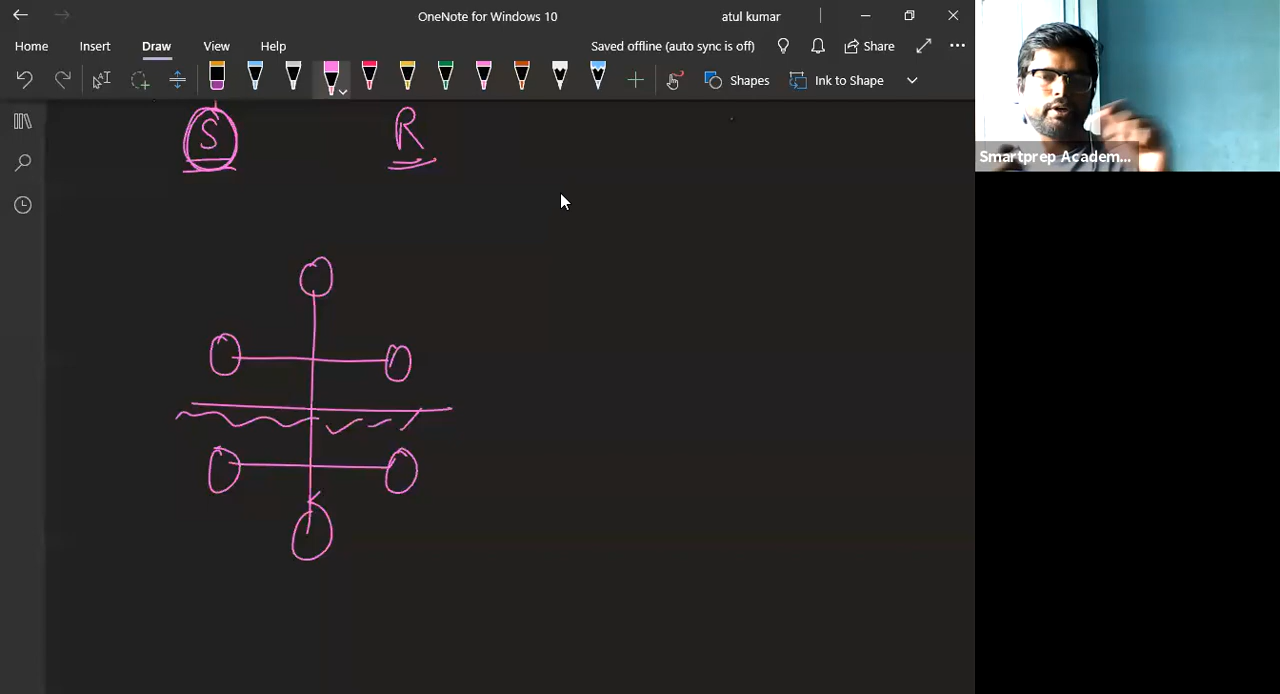 OneNote for Windows 10
atul kumar
Home Insert Draw View Help
Saved offline (auto sync is off)
Share
Shapes
Ink to Shape
S R
Smartprep Academ...